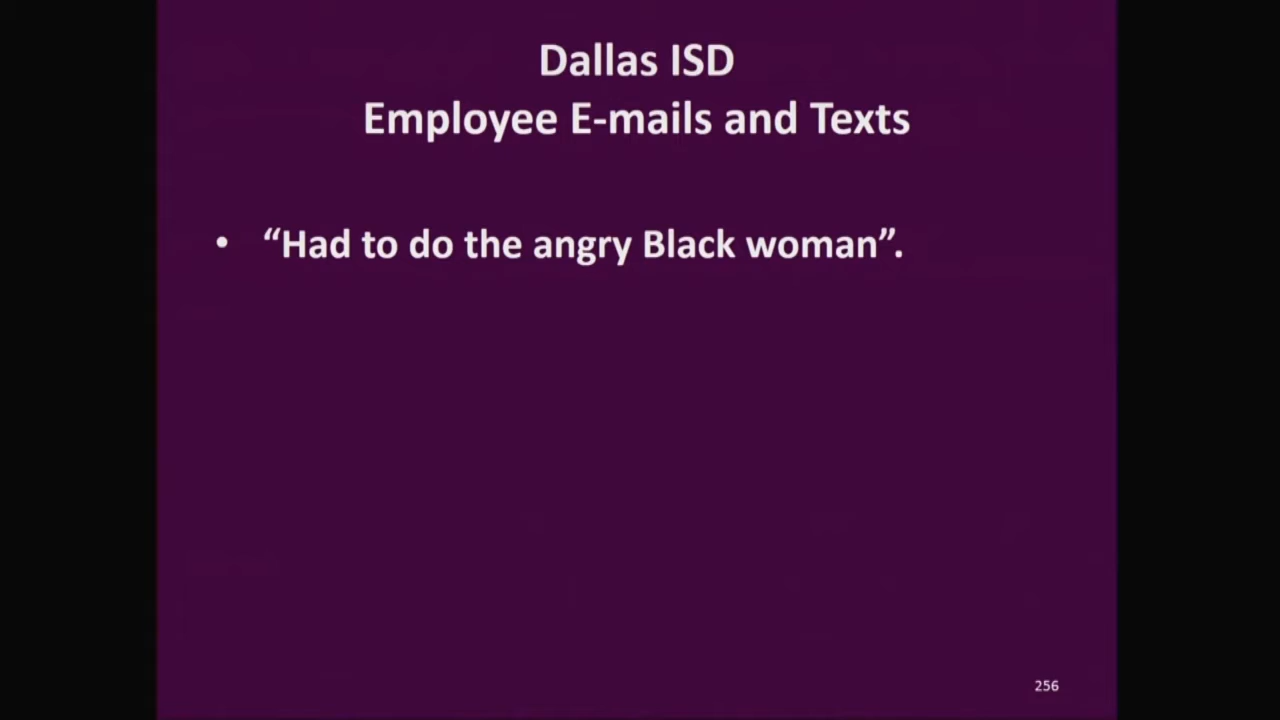 Dallas ISD
Employee E-mails and Texts
• “Had to do the angry Black woman”.
256